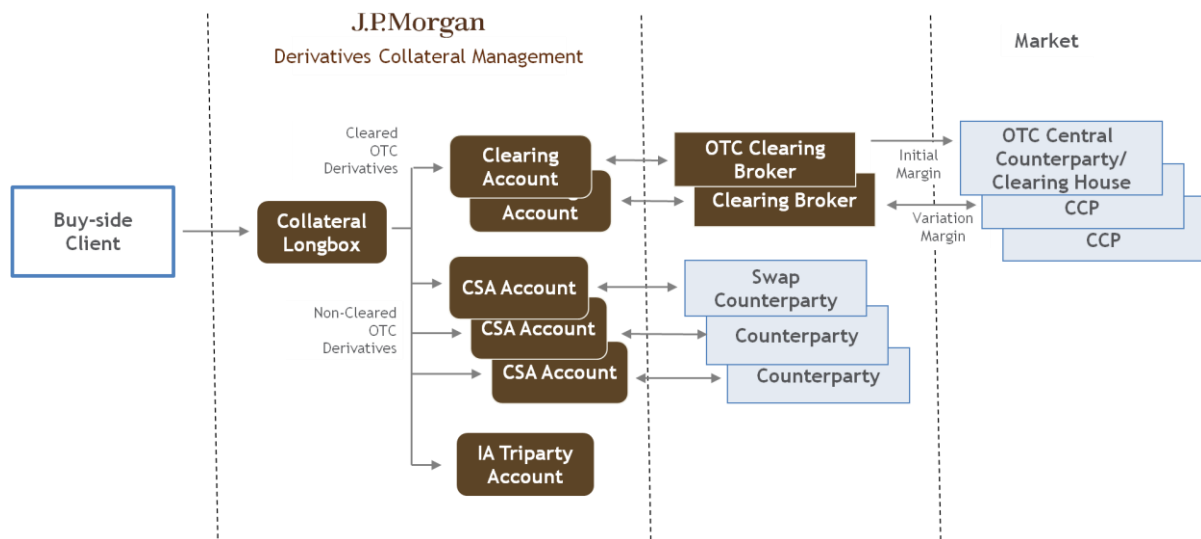 J.P.Morgan
Derivatives Collateral Management
Market
Cleared
OTC
Derivatives
Clearing
Account
Account
OTC Clearing
Broker
Clearing Broker
Initial
Margin
Variation
Margin
OTC Central
Counterparty/
Clearing House
CCP
CCP
Buy-side
Client
Collateral
Longbox
Non-Cleared
OTC
Derivatives
CSA Account
CSA Account
CSA Account
Swap
Counterparty
Counterparty
Counterparty
IA Triparty
Account